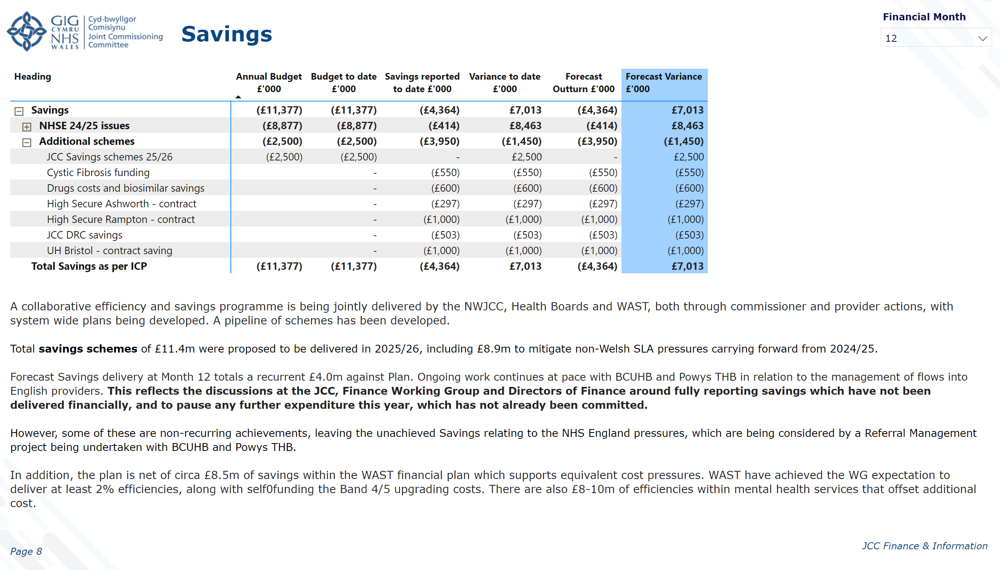 GIG
CYMRU
NHS
WALES
Cyd-bwyllgor
Comisiynu
Joint Commissioning
Committee
Savings
Financial Month
12
Heading Annual Budget £'000 Budget to date £'000 Savings reported to date £'000 Variance to date £'000 Forecast Outturn £'000 Forecast Variance £'000
Savings (£11,377) (£11,377) (£4,364) £7,013 (£4,364) £7,013
NHSE 24/25 issues (£8,877) (£8,877) (£414) £8,463 (£414) £8,463
Additional schemes (£2,500) (£2,500) (£3,950) (£1,450) (£3,950) (£1,450)
JCC Savings schemes 25/26 (£2,500) (£2,500) - £2,500 - £2,500
Cystic Fibrosis funding - (£550) (£550) (£550) (£550)
Drugs costs and biosimilar savings - (£600) (£600) (£600) (£600)
High Secure Ashworth - contract - (£297) (£297) (£297) (£297)
High Secure Rampton - contract - (£1,000) (£1,000) (£1,000) (£1,000)
JCC DRC savings - (£503) (£503) (£503) (£503)
UH Bristol - contract saving - (£1,000) (£1,000) (£1,000) (£1,000)
Total Savings as per ICP (£11,377) (£11,377) (£4,364) £7,013 (£4,364) £7,013
A collaborative efficiency and savings programme is being jointly delivered by the NWJCC, Health Boards and WAST, both through commissioner and provider actions, with
system wide plans being developed. A pipeline of schemes has been developed.
Total savings schemes of £11.4m were proposed to be delivered in 2025/26, including £8.9m to mitigate non-Welsh SLA pressures carrying forward from 2024/25.
Forecast Savings delivery at Month 12 totals a recurrent £4.0m against Plan. Ongoing work continues at pace with BCUHB and Powys THB in relation to the management of flows into
English providers. This reflects the discussions at the JCC, Finance Working Group and Directors of Finance around fully reporting savings which have not been
delivered financially, and to pause any further expenditure this year, which has not already been committed.
However, some of these are non-recurring achievements, leaving the unachieved Savings relating to the NHS England pressures, which are being considered by a Referral Management
project being undertaken with BCUHB and Powys THB.
In addition, the plan is net of circa £8.5m of savings within the WAST financial plan which supports equivalent cost pressures. WAST have achieved the WG expectation to
deliver at least 2% efficiencies, along with self0funding the Band 4/5 upgrading costs. There are also £8-10m of efficiencies within mental health services that offset additional
cost.
Page 8
JCC Finance & Information